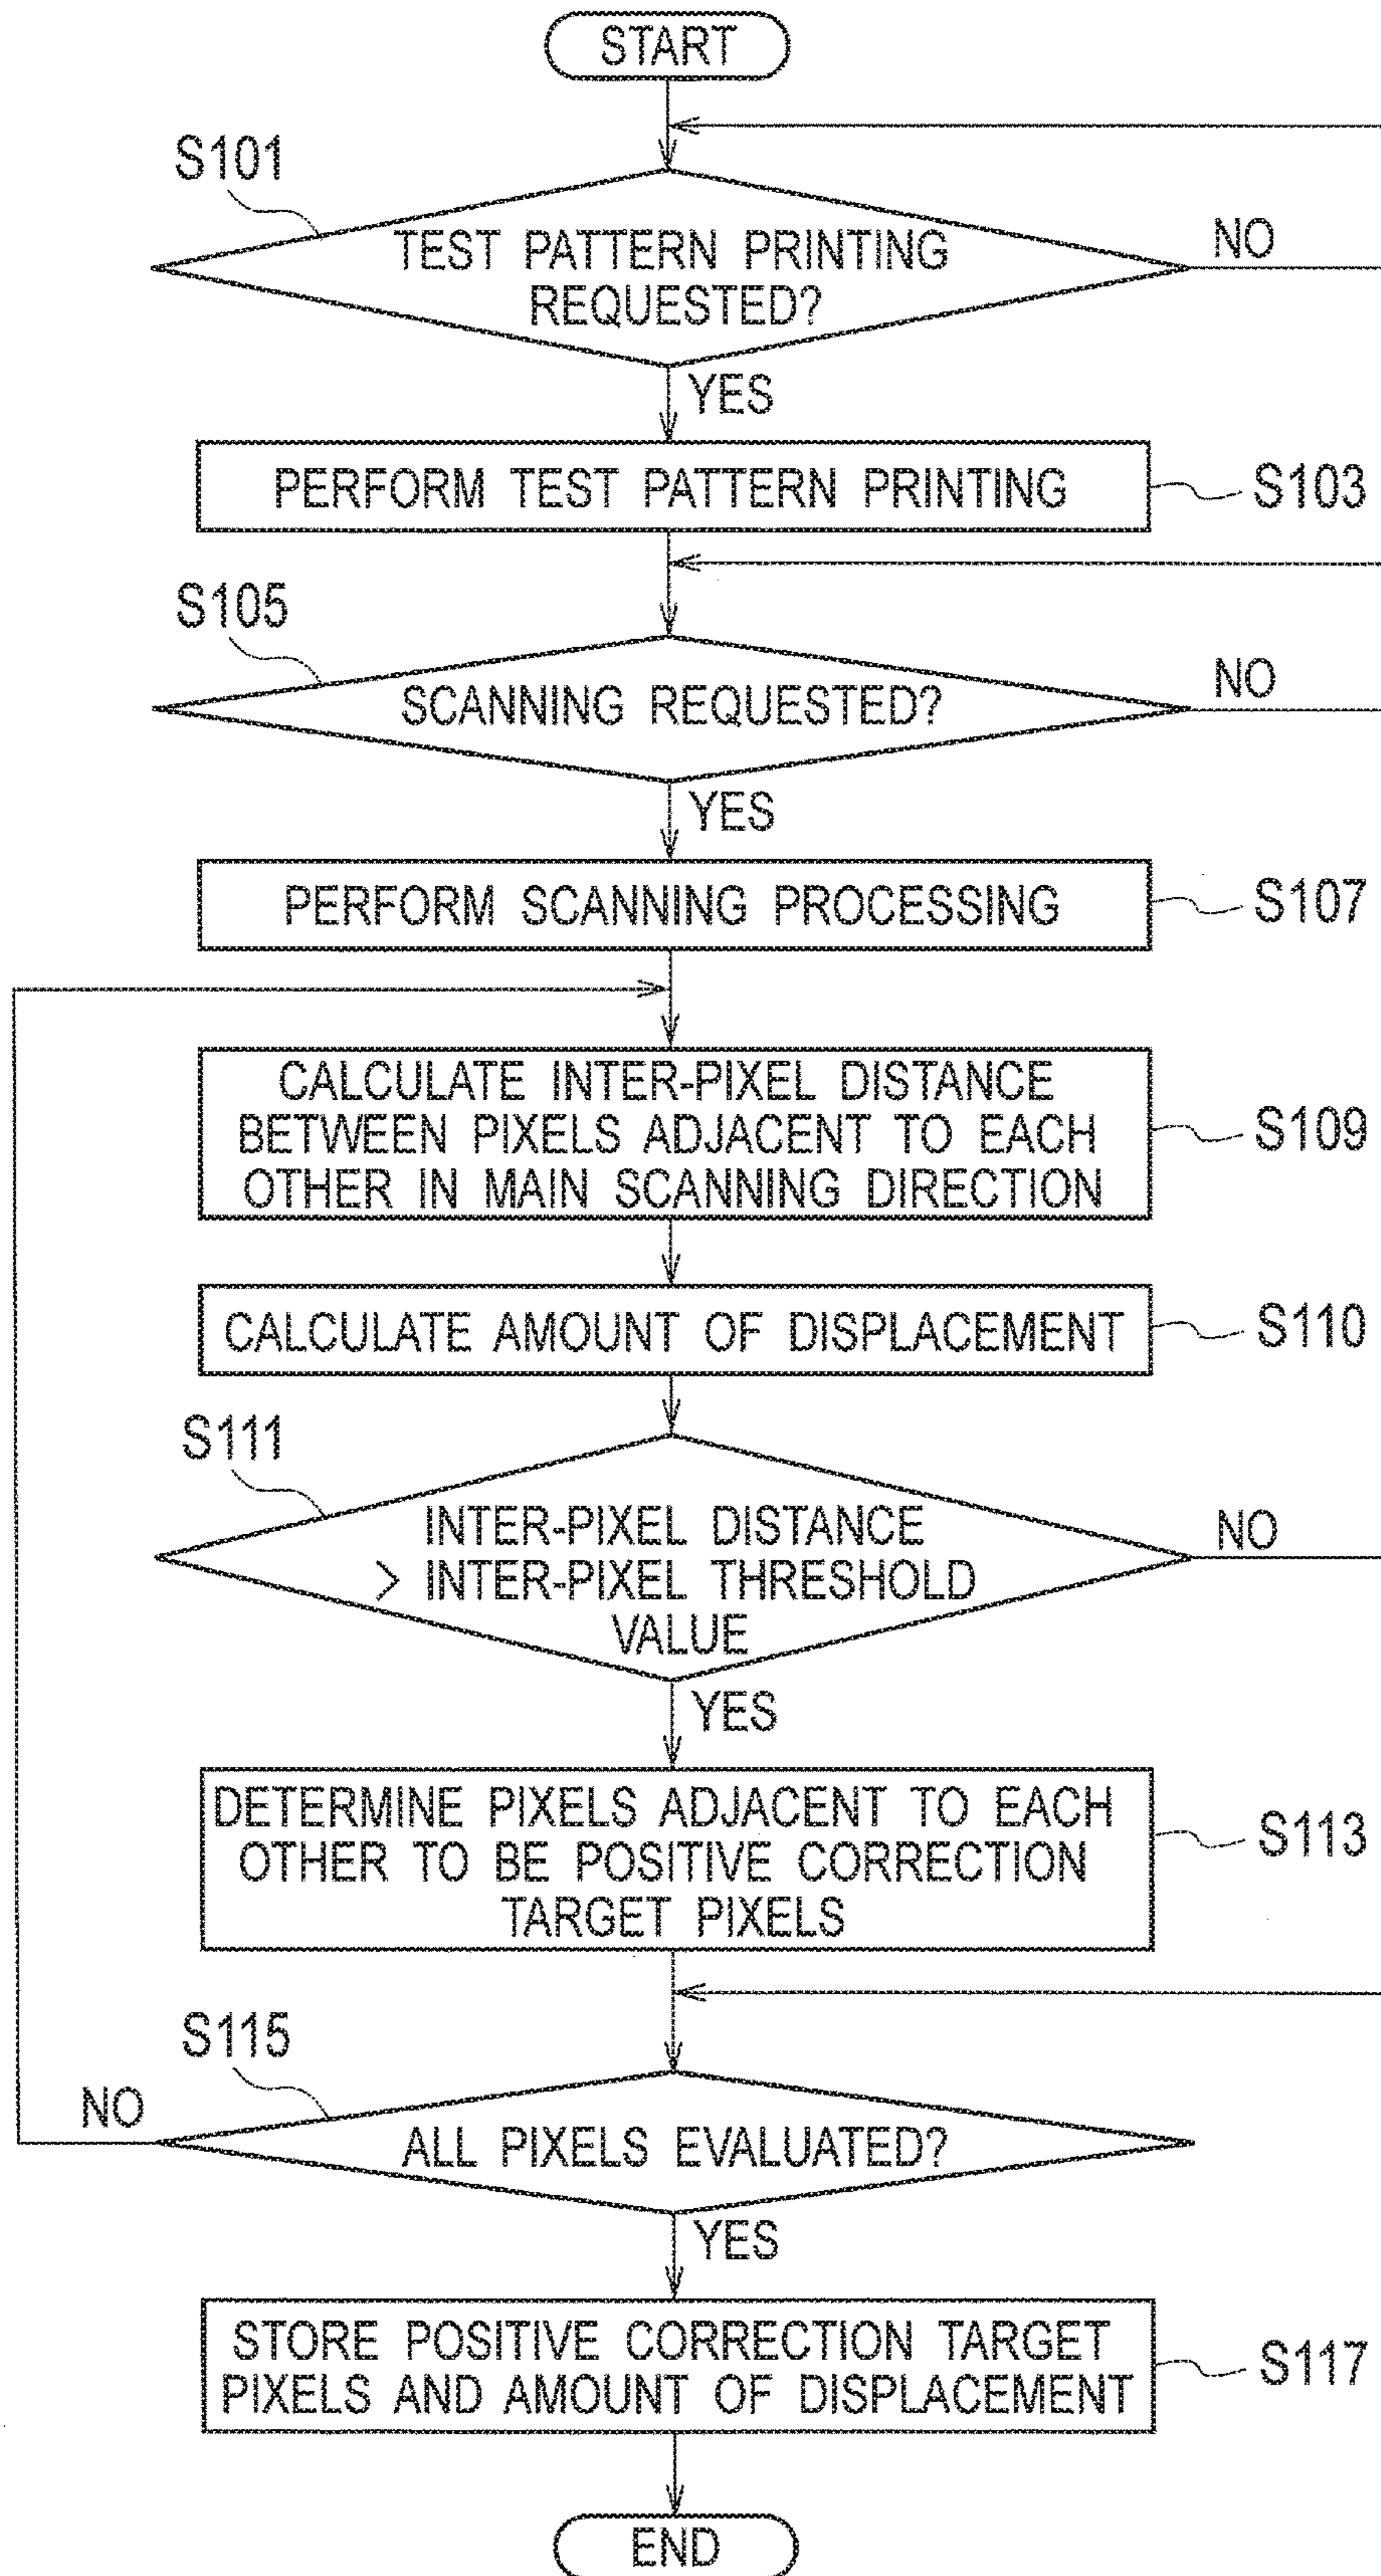 START
S101
TEST PATTERN PRINTING
REQUESTED?
NO
YES
PERFORM TEST PATTERN PRINTING
S103
S105
SCANNING REQUESTED?
NO
YES
PERFORM SCANNING PROCESSING
S107
CALCULATE INTER-PIXEL DISTANCE
BETWEEN PIXELS ADJACENT TO EACH
OTHER IN MAIN SCANNING DIRECTION
S109
CALCULATE AMOUNT OF DISPLACEMENT
S110
S111
INTER-PIXEL DISTANCE
> INTER-PIXEL THRESHOLD
VALUE
NO
YES
DETERMINE PIXELS ADJACENT TO EACH
OTHER TO BE POSITIVE CORRECTION
TARGET PIXELS
S113
S115
NO
ALL PIXELS EVALUATED?
YES
STORE POSITIVE CORRECTION TARGET
PIXELS AND AMOUNT OF DISPLACEMENT
S117
END